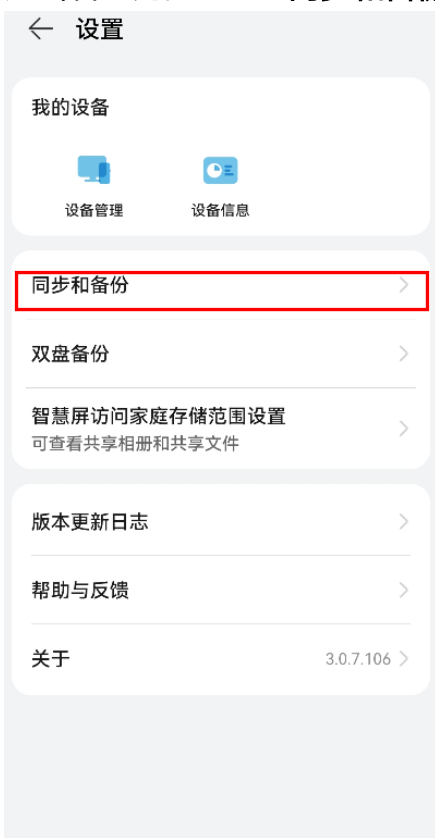 设置
我的设备
设备管理 设备信息
同步和备份
双盘备份
智慧屏访问家庭存储范围设置
可查看共享相册和共享文件
版本更新日志
帮助与反馈
关于 3.0.7.106